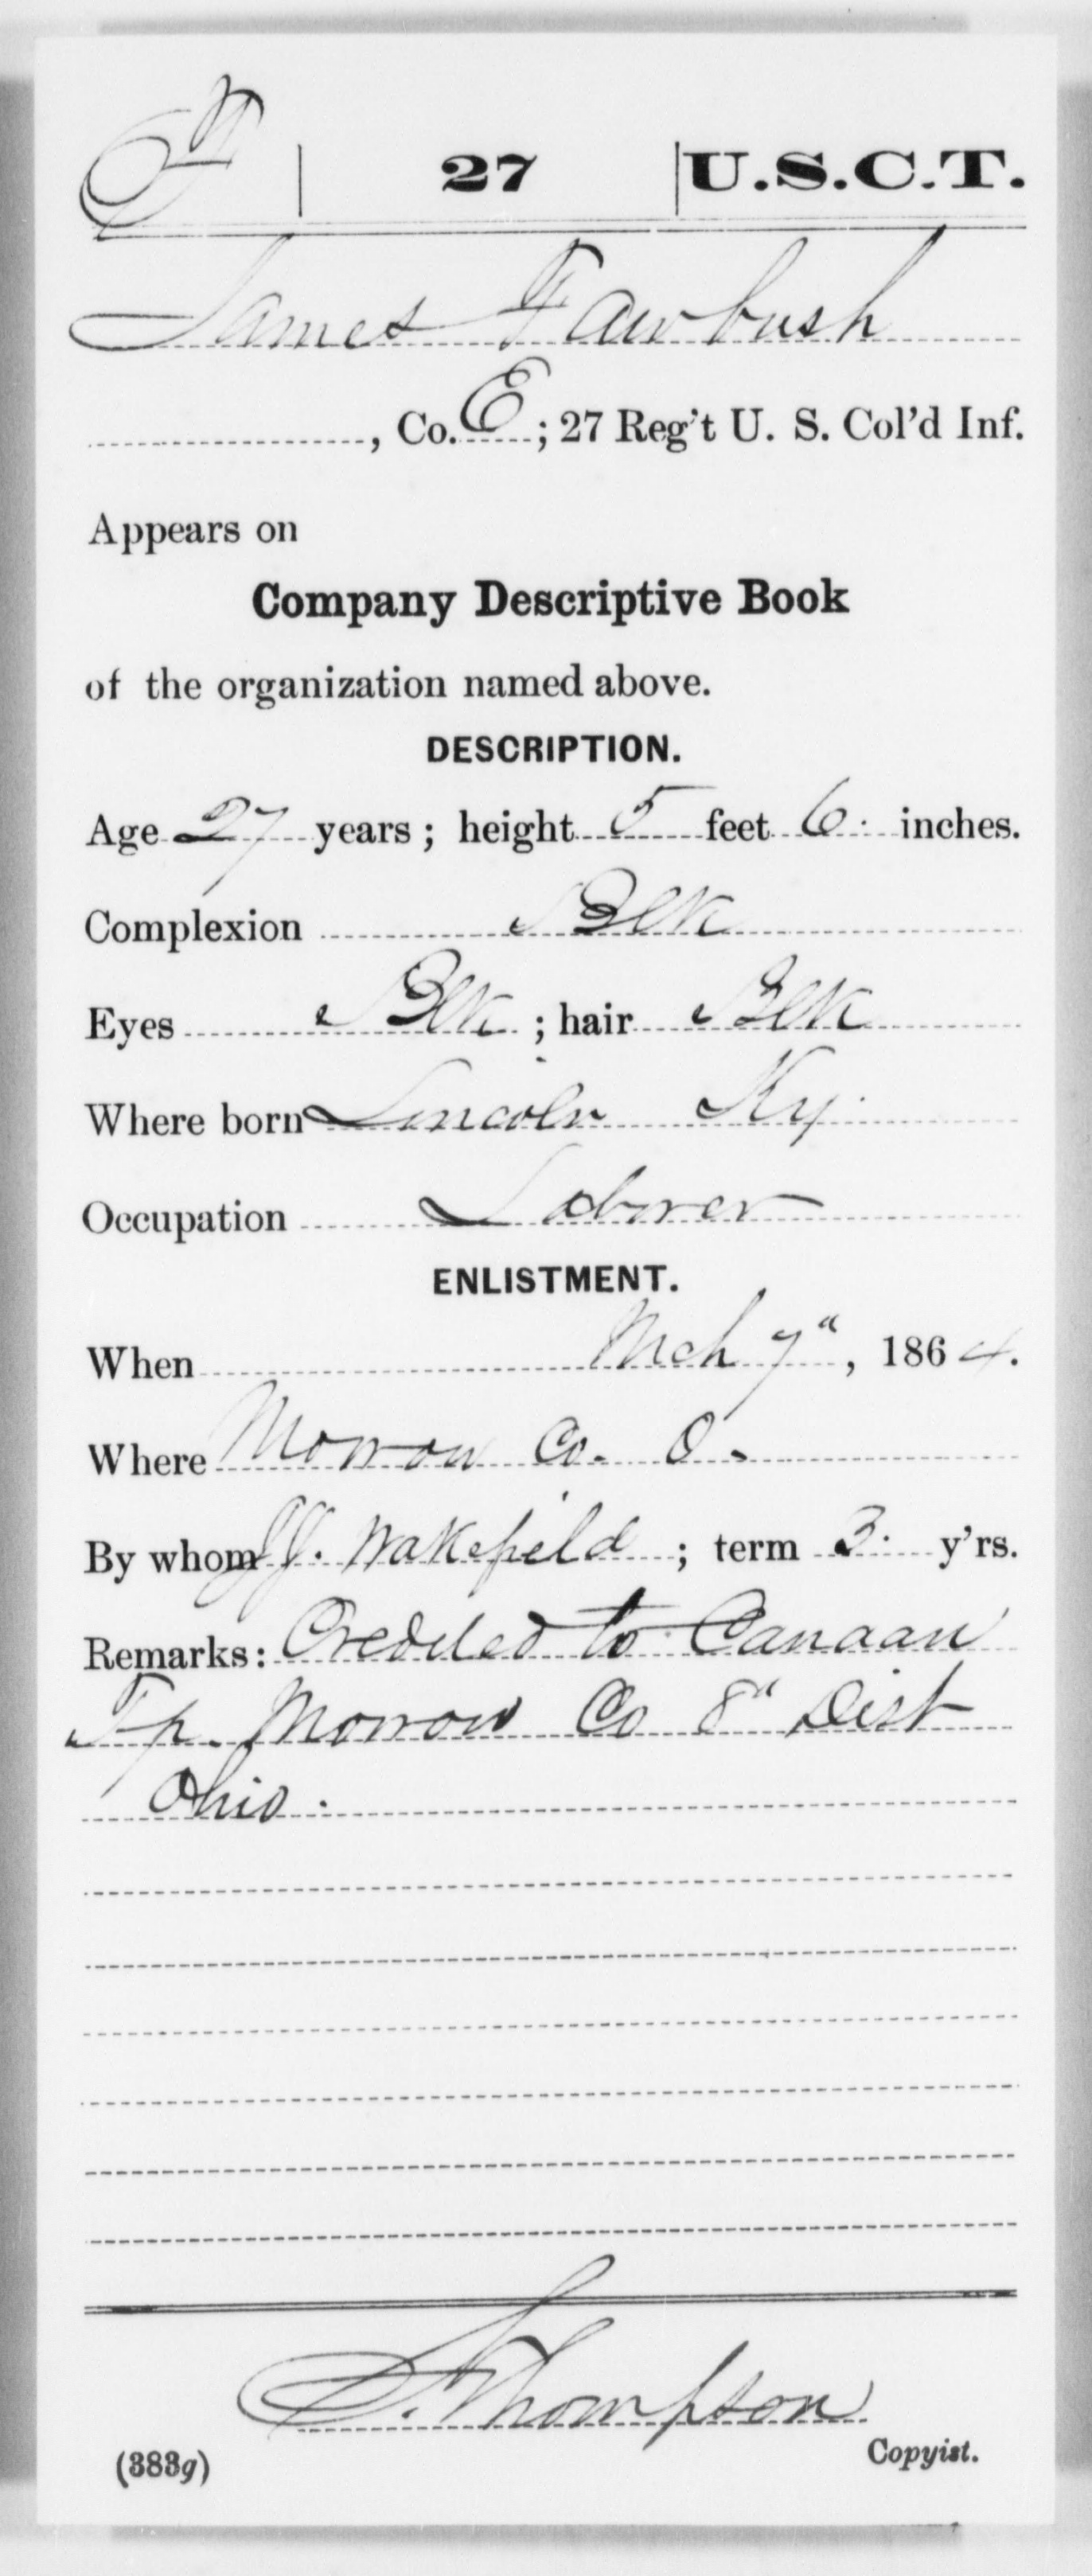 F | 27 | U.S.C.T.
James Fawbush
, Co. E ; 27 Reg't U. S. Col'd Inf.
Appears on
Company Descriptive Book
of the organization named above.
DESCRIPTION.
Age 27 years ; height 5 feet 6 inches.
Complexion Blk
Eyes Blk ; hair Blk
Where born Lincoln Ky.
Occupation Laborer
ENLISTMENT.
When Mch 7", 1864.
Where Morrow Co. O.
By whom J.J. Wakefield ; term 3 y'rs.
Remarks: Credited to Canaan
Tp. Morrow Co 8" Dist
Ohio.
S. Thompson
(383g) Copyist.